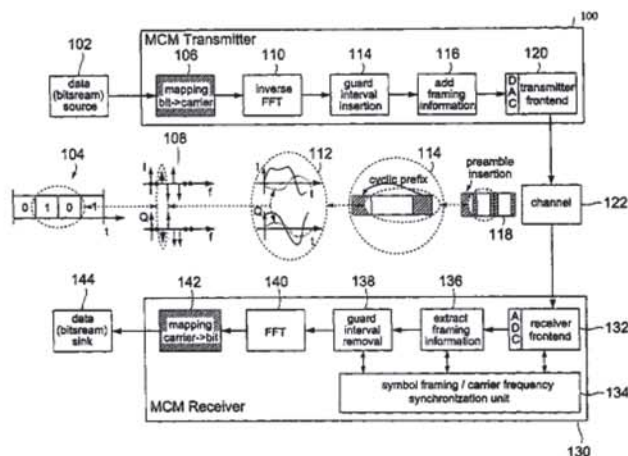 100
MCM Transmitter
102
106
110
114
116
120
data
(bitstream)
source
mapping
bit->carrier
inverse
FFT
guard
interval
insertion
add
framing
information
D
A
C
transmitter
frontend
104
108
112
114
0
1
0
1
t
I
f
Q
f
I
t
Q
t
cyclic prefix
preamble
insertion
118
channel
122
144
142
140
138
136
data
(bitstream)
sink
mapping
carrier->bit
FFT
guard
interval
removal
extract
framing
information
A
D
C
receiver
frontend
132
symbol framing / carrier frequency
synchronization unit
134
MCM Receiver
130